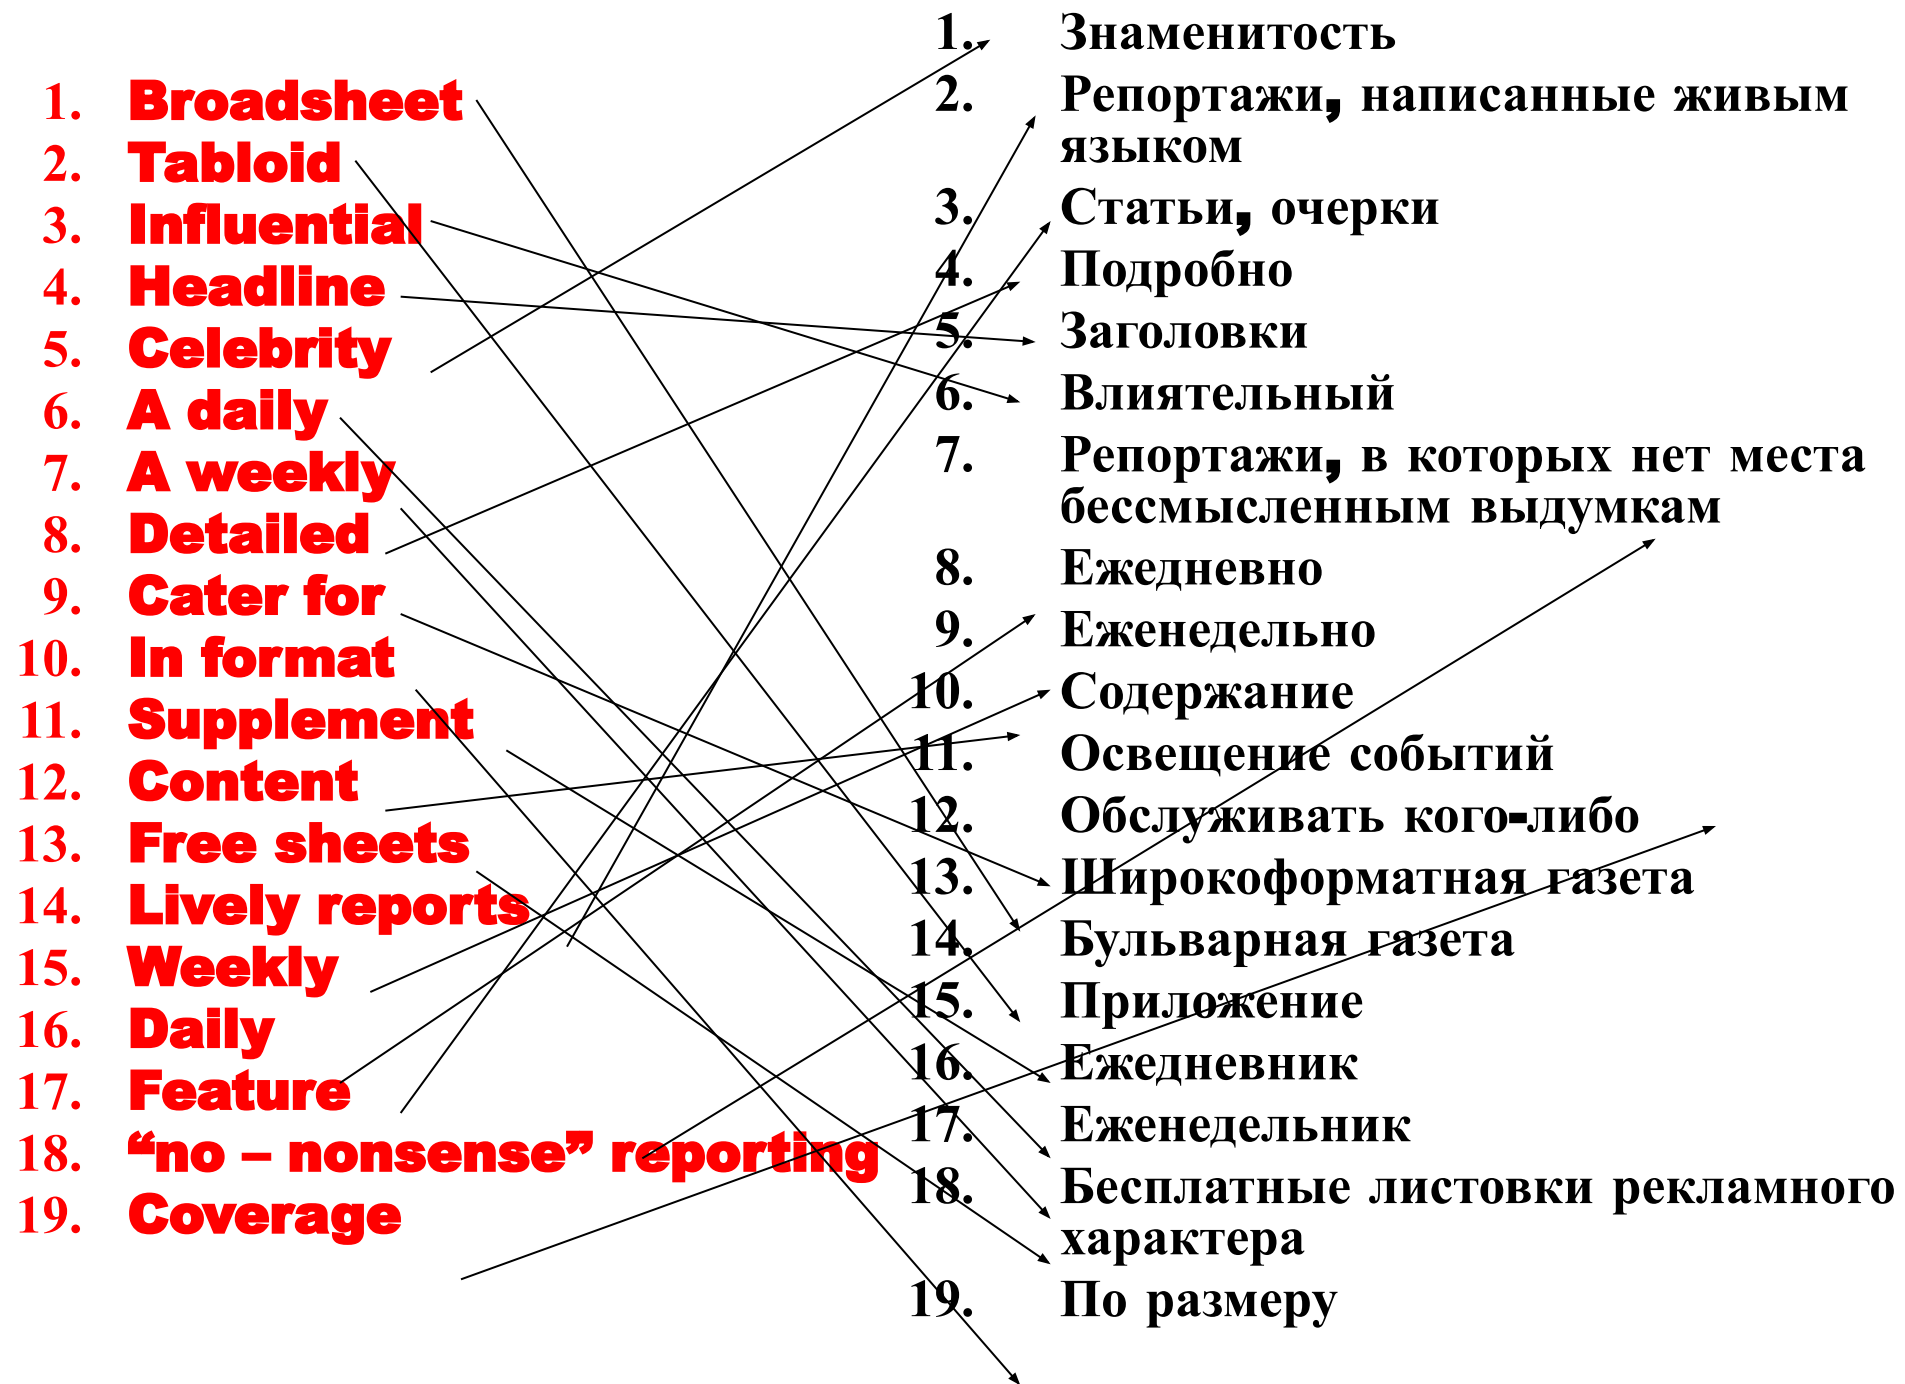 1. Broadsheet
2. Tabloid
3. Influential
4. Headline
5. Celebrity
6. A daily
7. A weekly
8. Detailed
9. Cater for
10. In format
11. Supplement
12. Content
13. Free sheets
14. Lively reports
15. Weekly
16. Daily
17. Feature
18. “no – nonsense” reporting
19. Coverage
1. Знаменитость
2. Репортажи, написанные живым
языком
3. Статьи, очерки
4. Подробно
5. Заголовки
6. Влиятельный
7. Репортажи, в которых нет места
бессмысленным выдумкам
8. Ежедневно
9. Еженедельно
10. Содержание
11. Освещение событий
12. Обслуживать кого-либо
13. Широкоформатная газета
14. Бульварная газета
15. Приложение
16. Ежедневник
17. Еженедельник
18. Бесплатные листовки рекламного
характера
19. По размеру